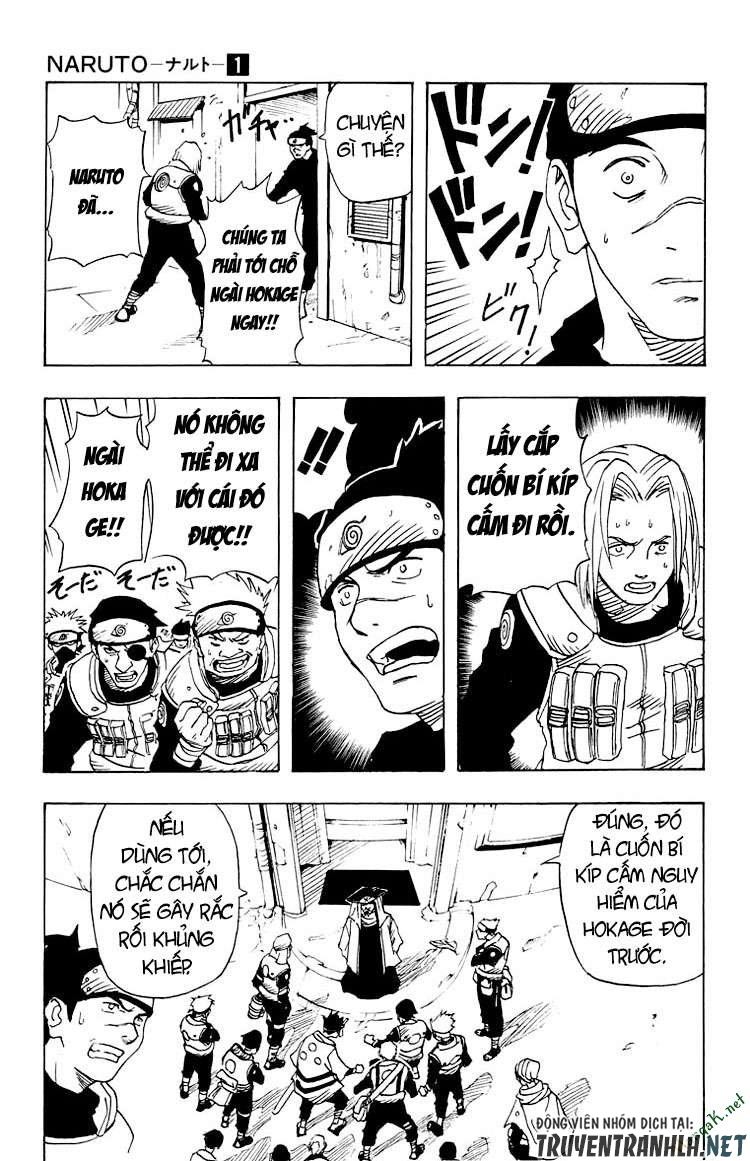 NARUTO—ナルト—1
ドン!
ドン!
ビク!
ガチャ…
CHUYỆN
GÌ THẾ?
CHÚNG TA
PHẢI TỚI CHỖ
NGÀI HOKAGE
NGAY!!
NARUTO
ĐÃ...
LẤY CẮP
CUỐN BÍ KÍP
CẤM ĐI RỒI.
!!
NÓ KHÔNG
THỂ ĐI XA
VỚI CÁI ĐÓ
ĐƯỢC!!
NGÀI
HOKA
GE!!
そーだ
そーだ
ĐÚNG, ĐÓ
LÀ CUỐN BÍ
KÍP CẤM NGUY
HIỂM CỦA
HOKAGE ĐỜI
TRƯỚC.
NẾU
DÙNG TỚI,
CHẮC CHẮN
NÓ SẼ GÂY RẮC
RỐI KHỦNG
KHIẾP.
ĐỘNG VIÊN NHÓM DỊCH TẠI:
TRUYENTRANHLH.NET